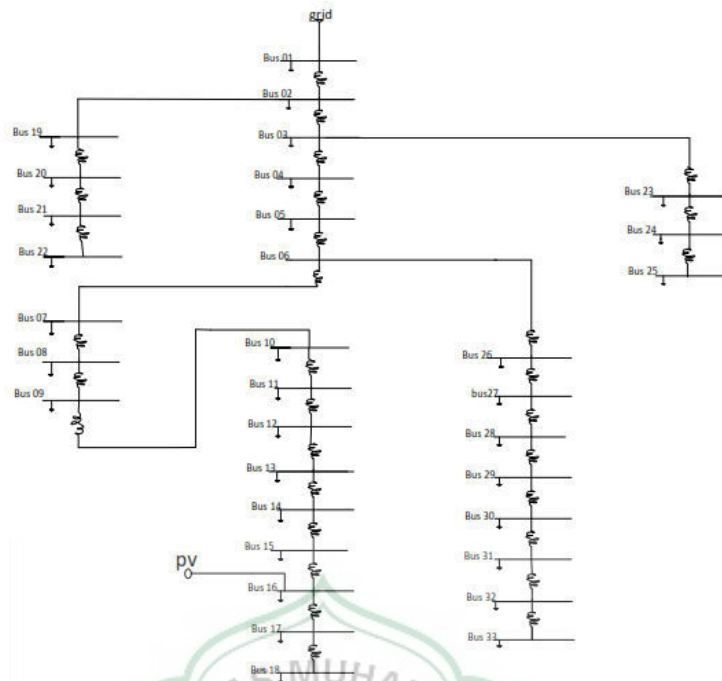 grid
Bus 01
Bus 02
Bus 03
Bus 04
Bus 05
Bus 06
Bus 19
Bus 20
Bus 21
Bus 22
Bus 23
Bus 24
Bus 25
Bus 07
Bus 08
Bus 09
Bus 10
Bus 11
Bus 12
Bus 13
Bus 14
Bus 15
pv
Bus 16
Bus 17
Bus 18
Bus 26
bus27
Bus 28
Bus 29
Bus 30
Bus 31
Bus 32
Bus 33
S MUHA